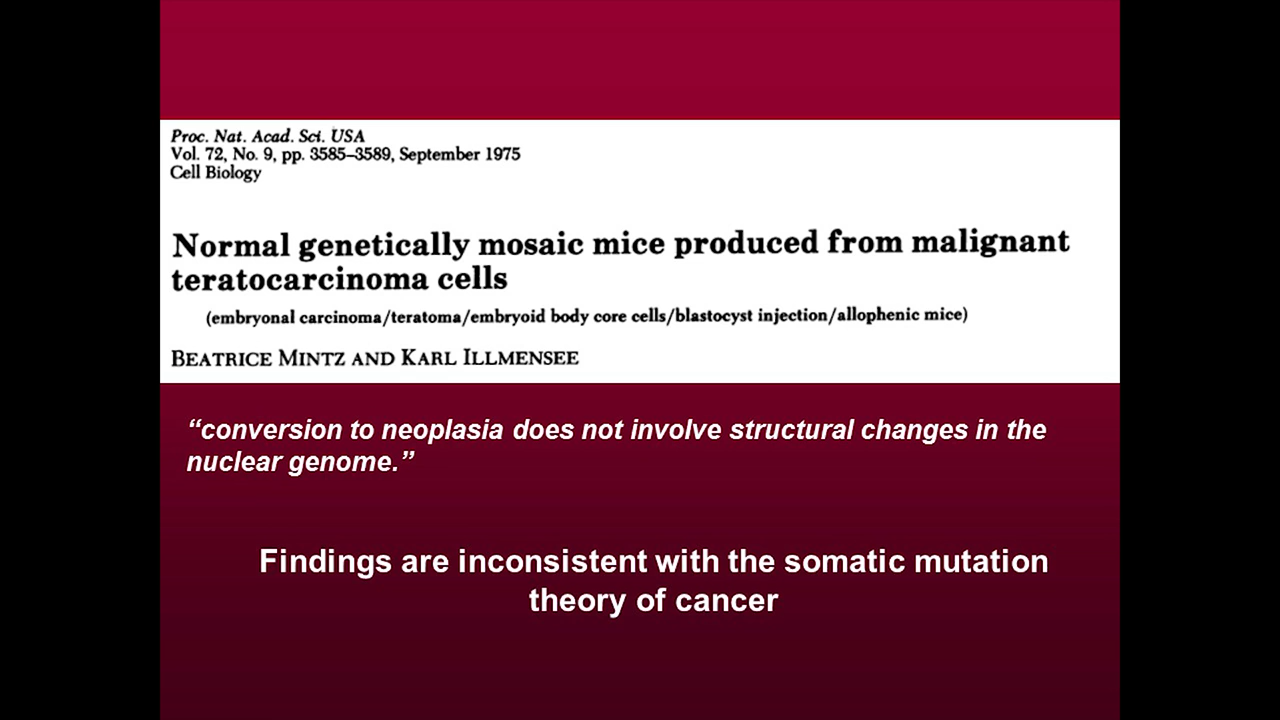 Proc. Nat. Acad. Sci. USA
Vol. 72, No. 9, pp. 3585–3589, September 1975
Cell Biology
Normal genetically mosaic mice produced from malignant
teratocarcinoma cells
(embryonal carcinoma/teratoma/embryoid body core cells/blastocyst injection/allophenic mice)
BEATRICE MINTZ AND KARL ILLMENSEE
“conversion to neoplasia does not involve structural changes in the
nuclear genome.”
Findings are inconsistent with the somatic mutation
theory of cancer